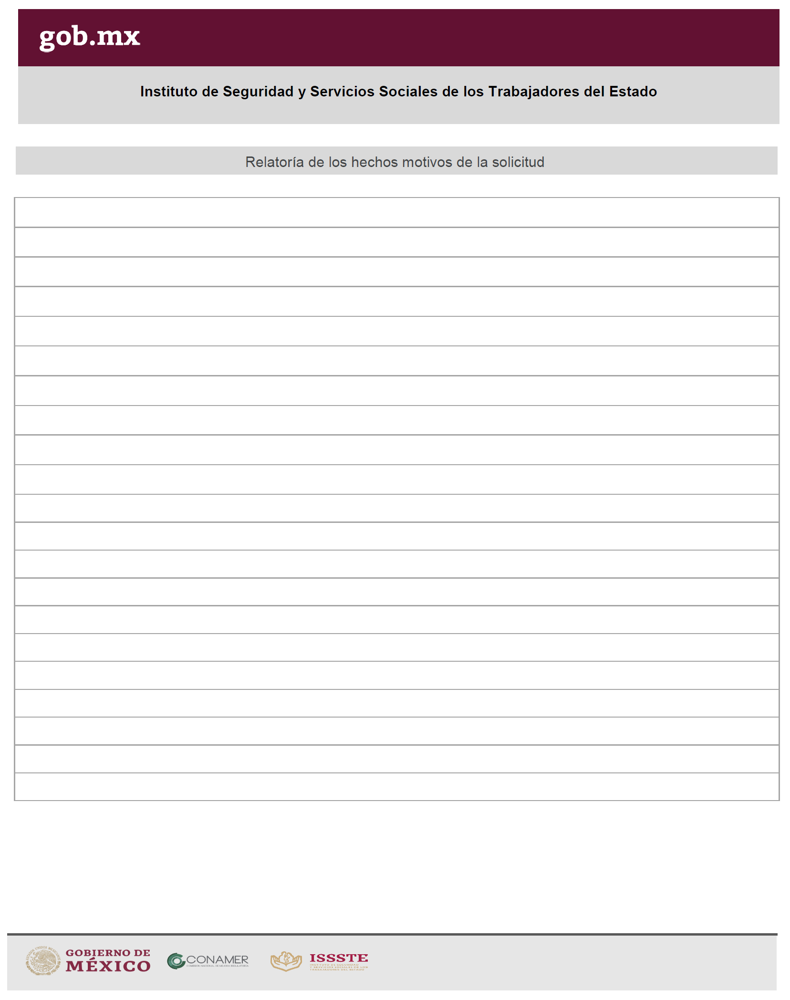 gob.mx
Instituto de Seguridad y Servicios Sociales de los Trabajadores del Estado
Relatoría de los hechos motivos de la solicitud
ESTADOS UNIDOS MEXICANOS
GOBIERNO DE
MÉXICO
CONAMER
COMISIÓN NACIONAL DE MEJORA REGULATORIA
ISSSTE
INSTITUTO DE SEGURIDAD
Y SERVICIOS SOCIALES DE LOS
TRABAJADORES DEL ESTADO